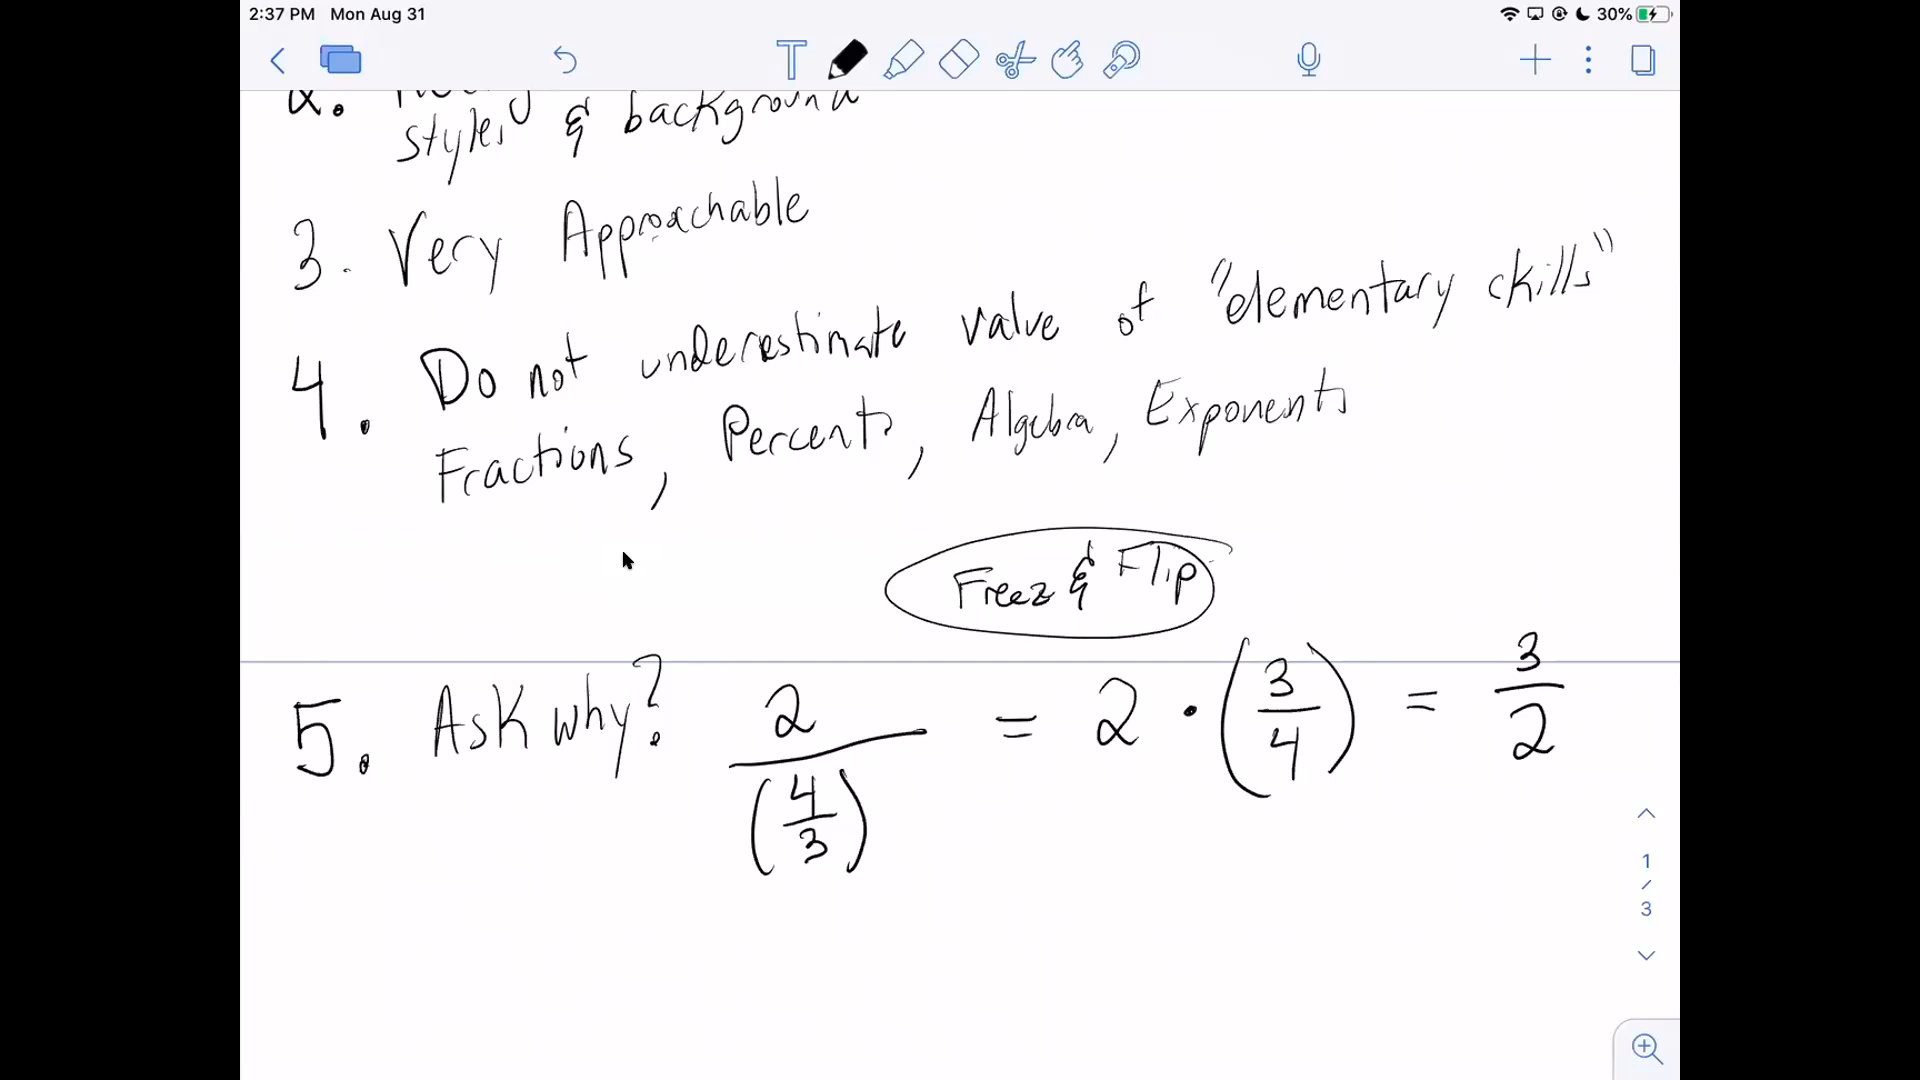 2:37 PM Mon Aug 31 30%
T
2.
styles & background
3. Very Approachable
4. Do not underestimate value of "elementary ckills"
Fractions, Percents, Algebra, Exponents
Freez & Flip
5. Ask why? 2/(4/3) = 2 · (3/4) = 3/2
1
/
3